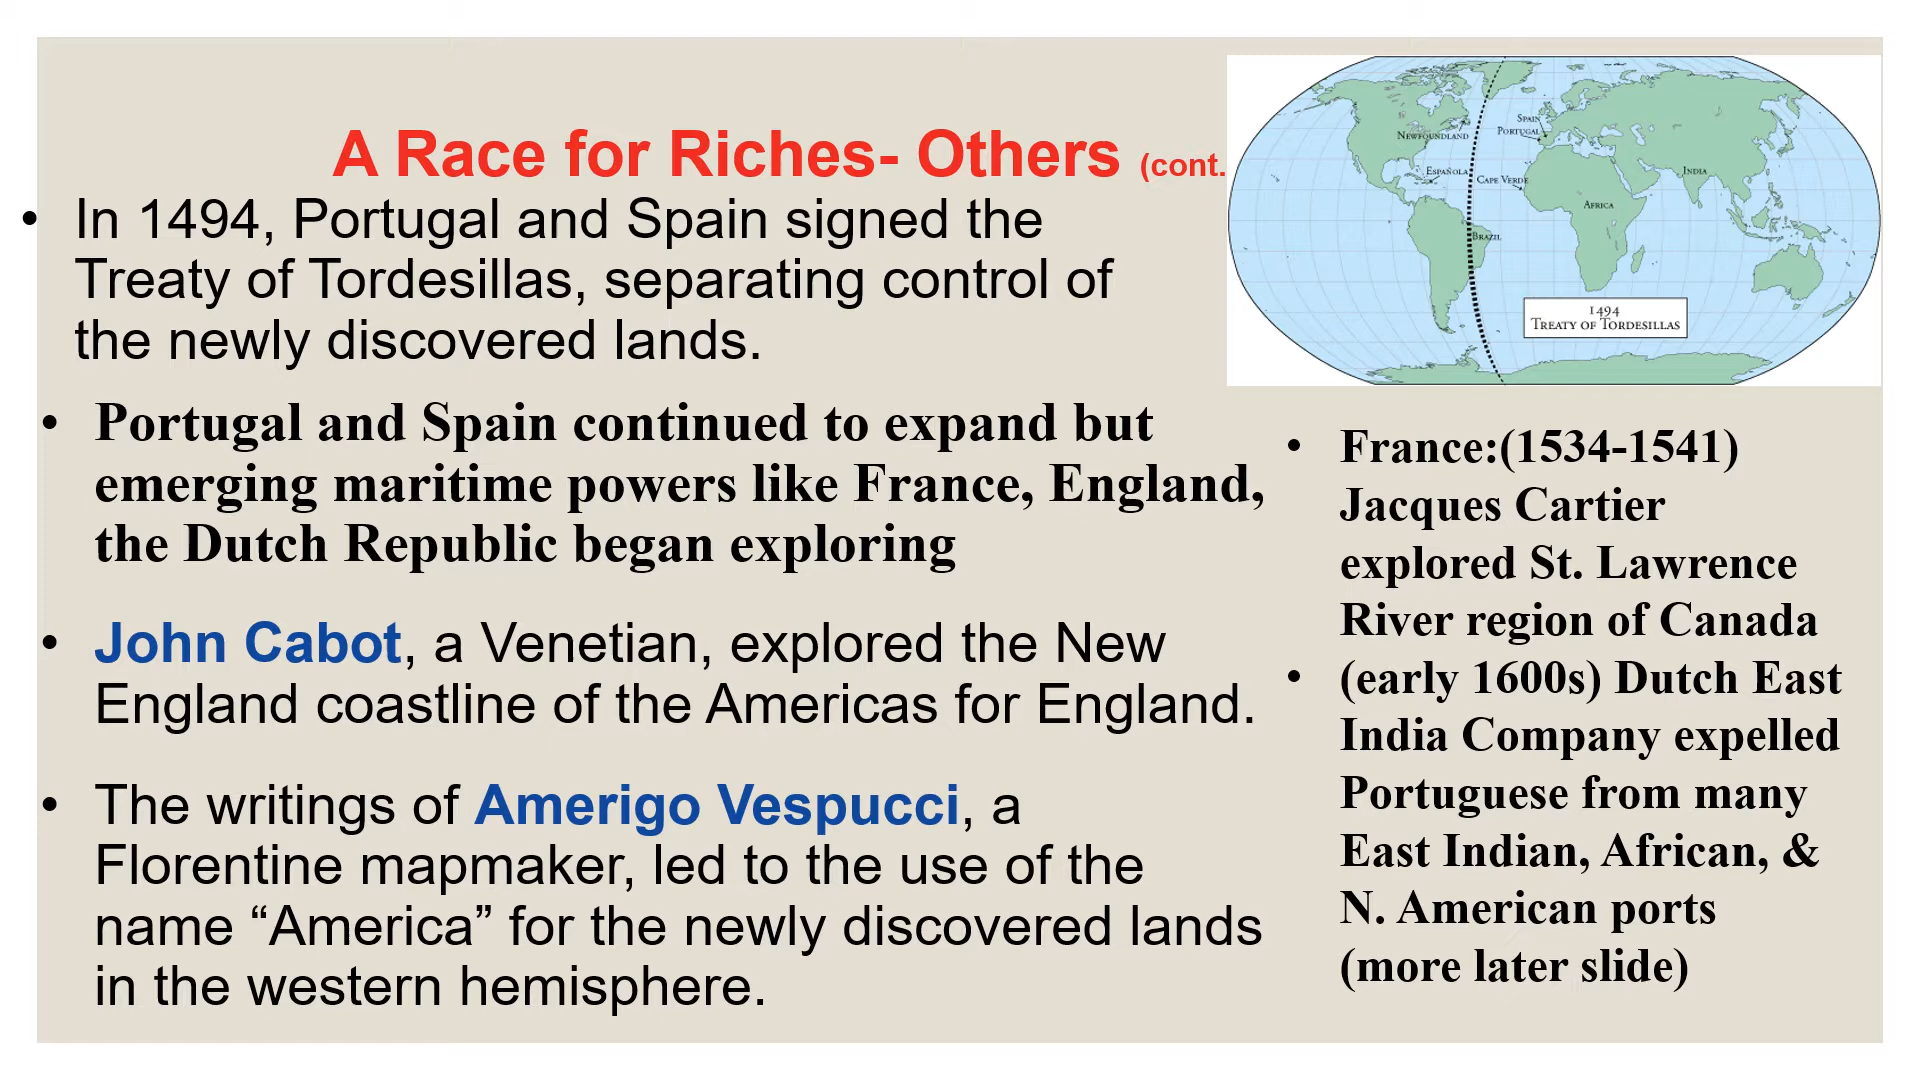 A Race for Riches- Others (cont.
• In 1494, Portugal and Spain signed the
Treaty of Tordesillas, separating control of
the newly discovered lands.
• Portugal and Spain continued to expand but
emerging maritime powers like France, England,
the Dutch Republic began exploring
• John Cabot, a Venetian, explored the New
England coastline of the Americas for England.
• The writings of Amerigo Vespucci, a
Florentine mapmaker, led to the use of the
name “America” for the newly discovered lands
in the western hemisphere.
Newfoundland
Spain
Portugal
Española
Cape Verde
India
Africa
Brazil
1494
Treaty of Tordesillas
• France:(1534-1541)
Jacques Cartier
explored St. Lawrence
River region of Canada
• (early 1600s) Dutch East
India Company expelled
Portuguese from many
East Indian, African, &
N. American ports
(more later slide)